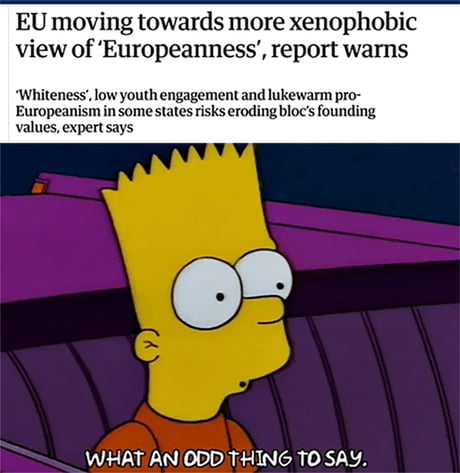 EU moving towards more xenophobic
view of ‘Europeanness’, report warns
‘Whiteness’, low youth engagement and lukewarm pro-
Europeanism in some states risks eroding bloc’s founding
values, expert says
WHAT AN ODD THING TO SAY.